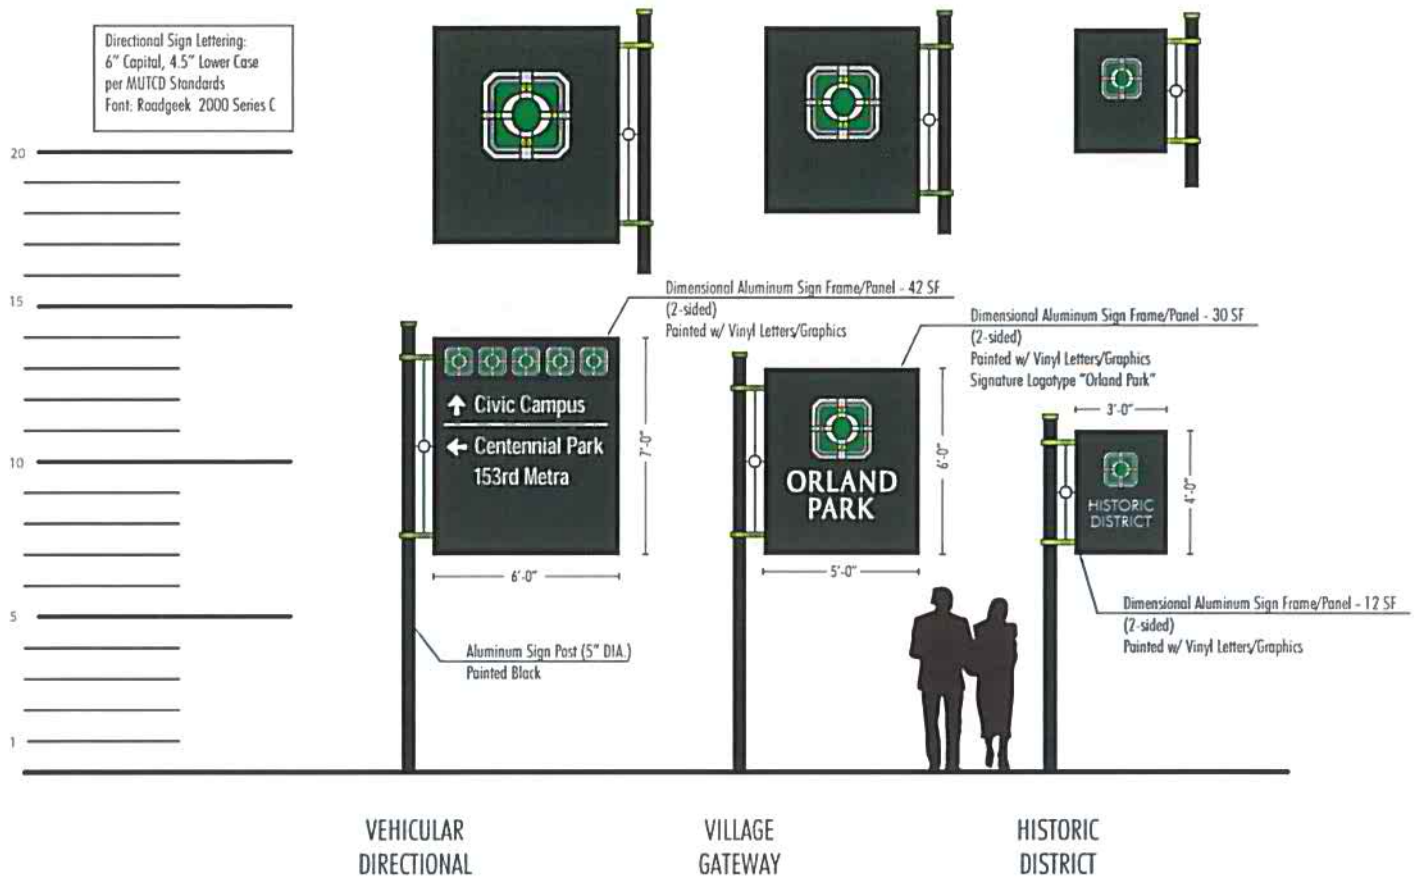 Directional Sign Lettering:
6" Capital, 4.5" Lower Case
per MUTCD Standards
Font: Roadgeek 2000 Series C
20
15
10
5
1
Dimensional Aluminum Sign Frame/Panel - 42 SF
(2-sided)
Painted w/ Vinyl Letters/Graphics
Dimensional Aluminum Sign Frame/Panel - 30 SF
(2-sided)
Painted w/ Vinyl Letters/Graphics
Signature Logotype "Orland Park"
Civic Campus
Centennial Park
153rd Metra
7'-0"
6'-0"
ORLAND
PARK
6'-0"
5'-0"
3'-0"
HISTORIC
DISTRICT
4'-0"
Dimensional Aluminum Sign Frame/Panel - 12 SF
(2-sided)
Painted w/ Vinyl Letters/Graphics
Aluminum Sign Post (5" DIA.)
Painted Black
VEHICULAR
DIRECTIONAL
VILLAGE
GATEWAY
HISTORIC
DISTRICT